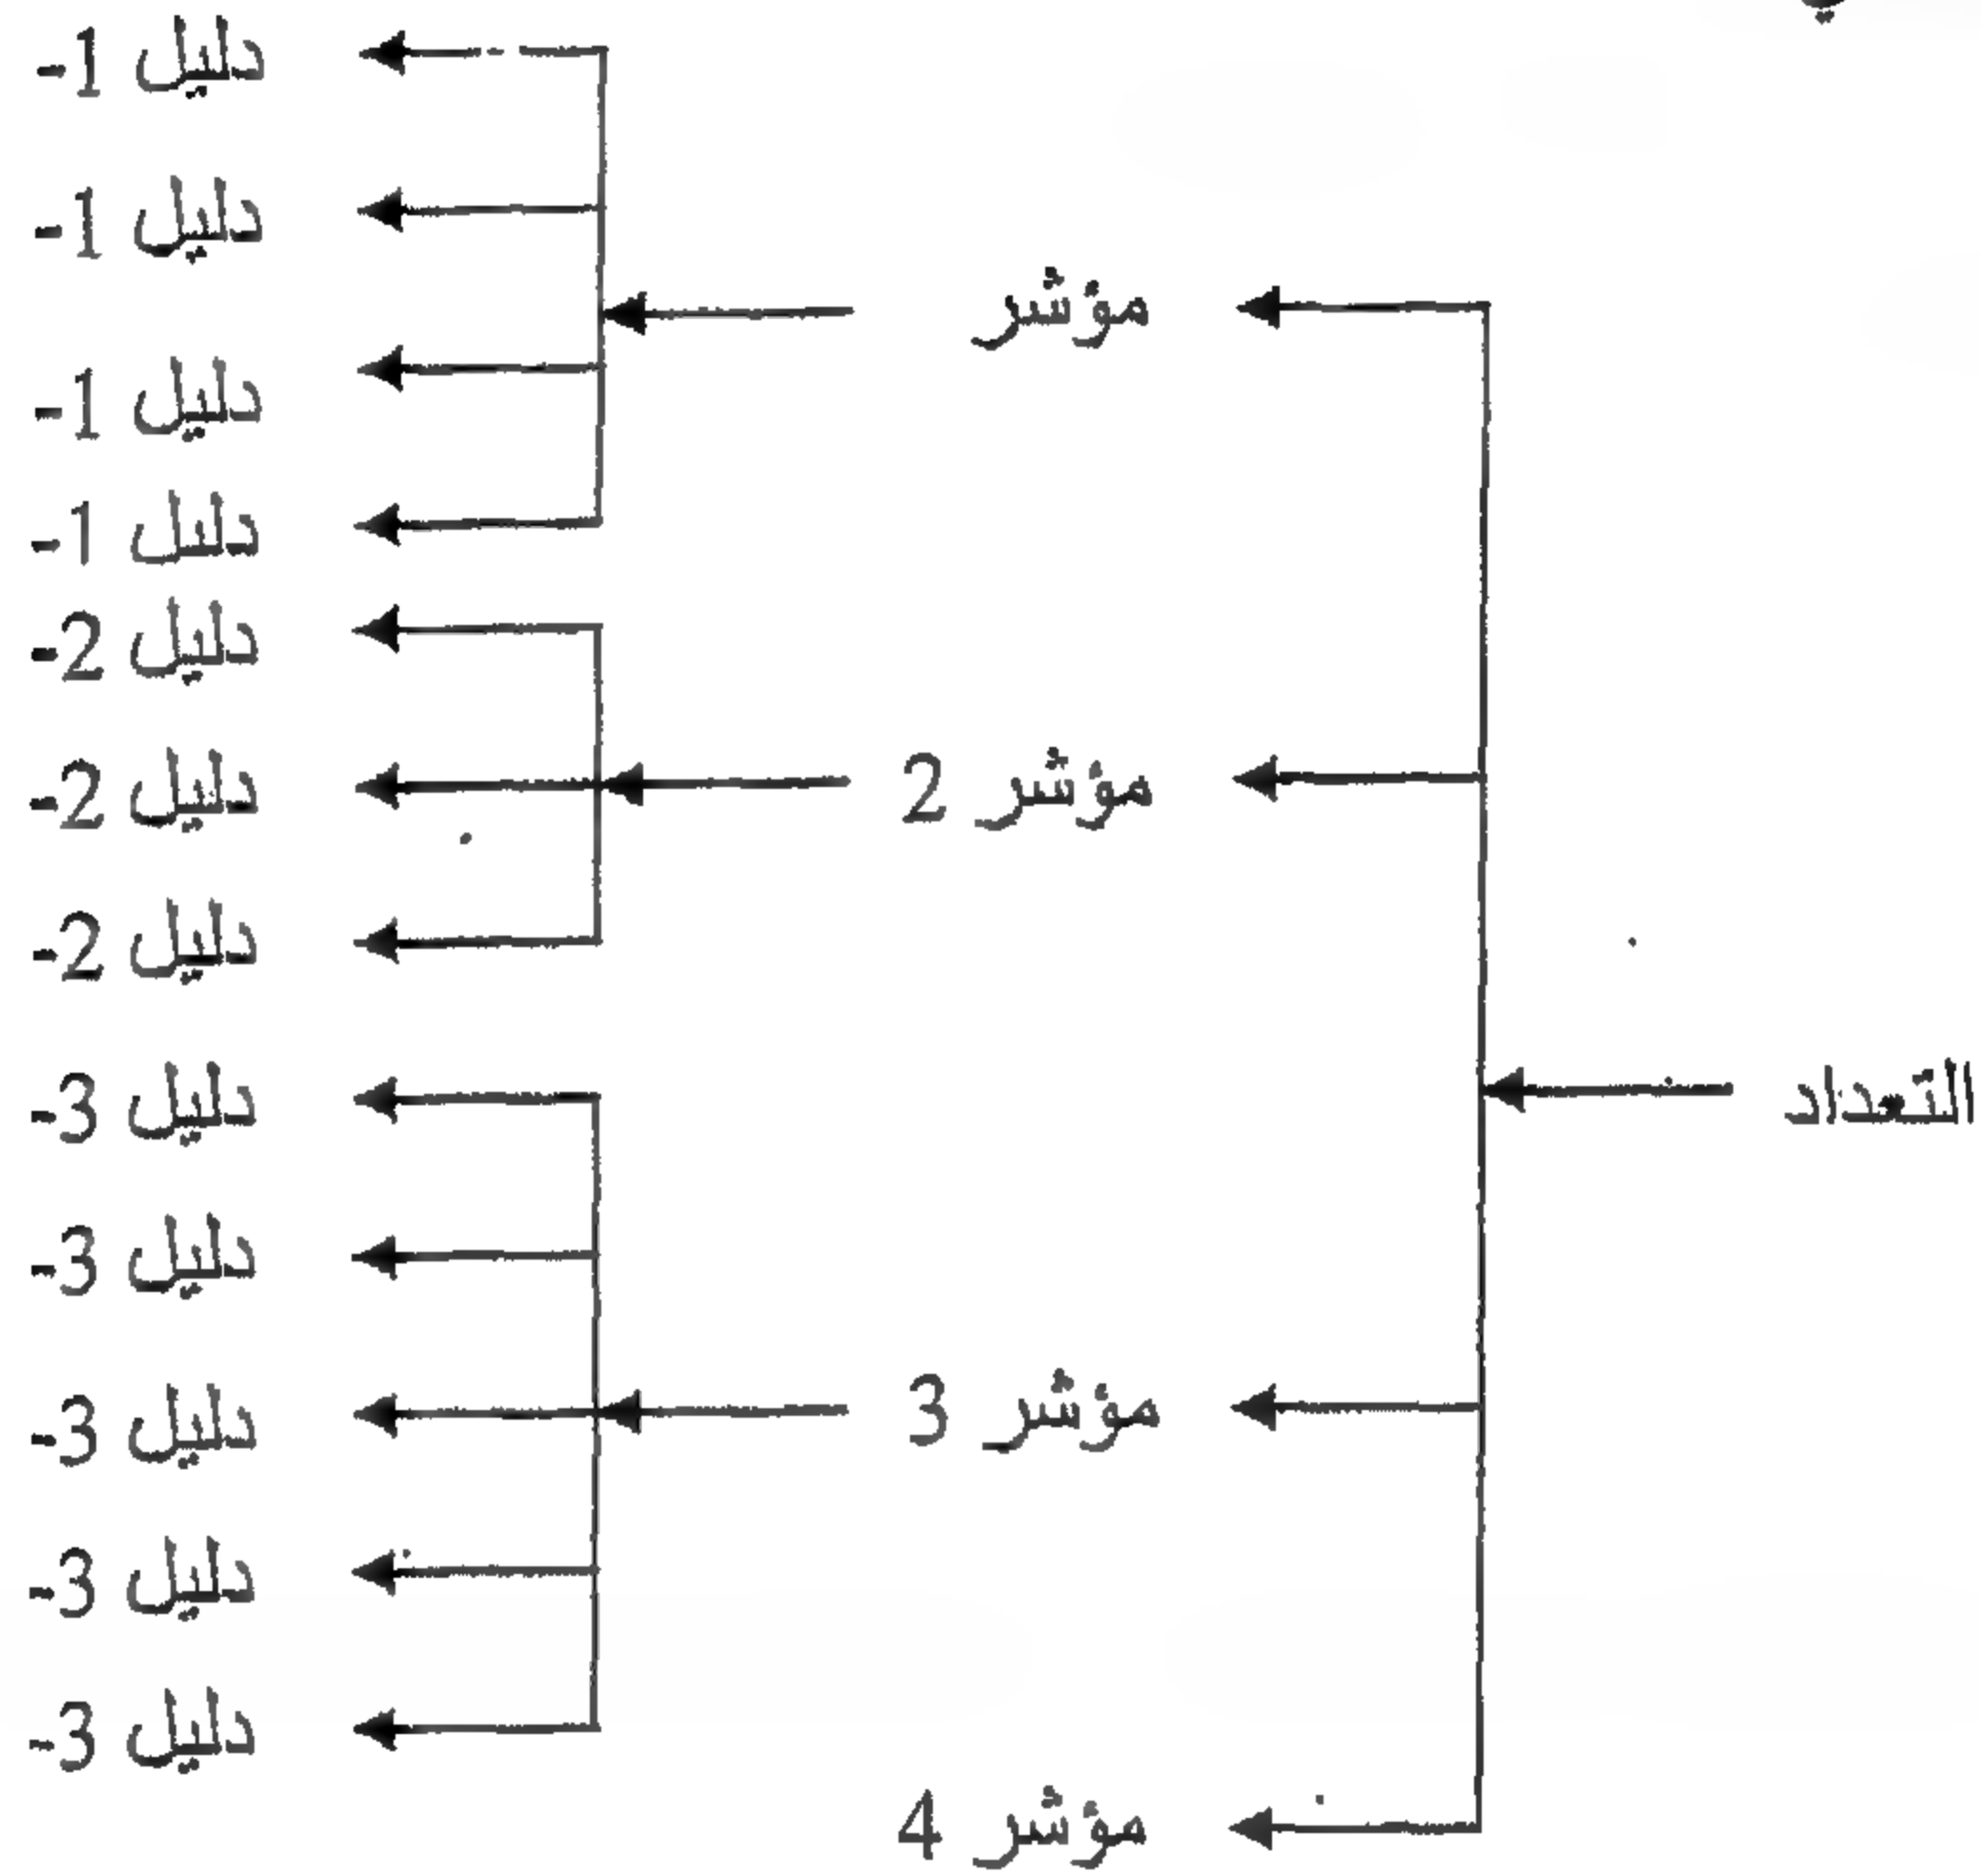 دليل 1-
دليل 1-
مؤشر
دليل 1-
دليل 1-
دليل 2-
مؤشر 2
دليل 2-
دليل 2-
التعداد
دليل 3-
دليل 3-
مؤشر 3
دليل 3-
دليل 3-
دليل 3-
مؤشر 4